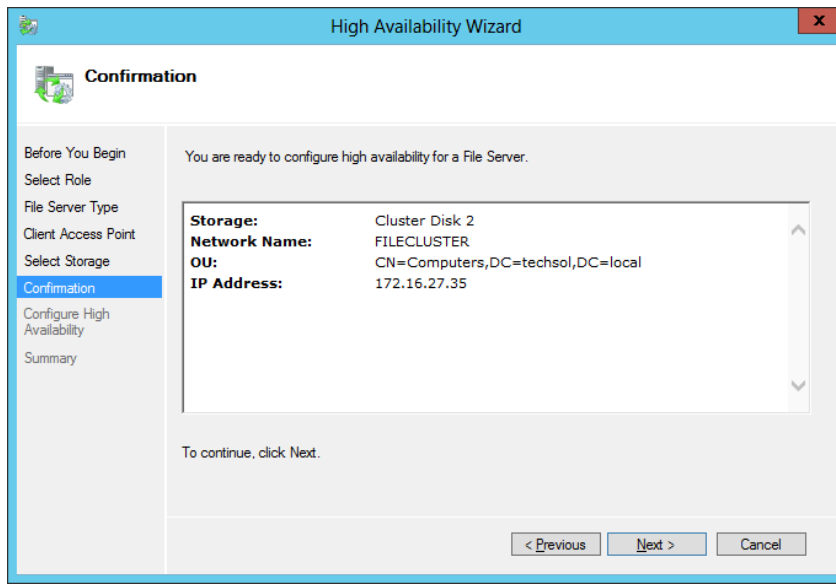 High Availability Wizard
x
Confirmation
Before You Begin
Select Role
File Server Type
Client Access Point
Select Storage
Confirmation
Configure High
Availability
Summary
You are ready to configure high availability for a File Server.
Storage: Cluster Disk 2
Network Name: FILECLUSTER
OU: CN=Computers,DC=techsol,DC=local
IP Address: 172.16.27.35
To continue, click Next.
< Previous Next > Cancel